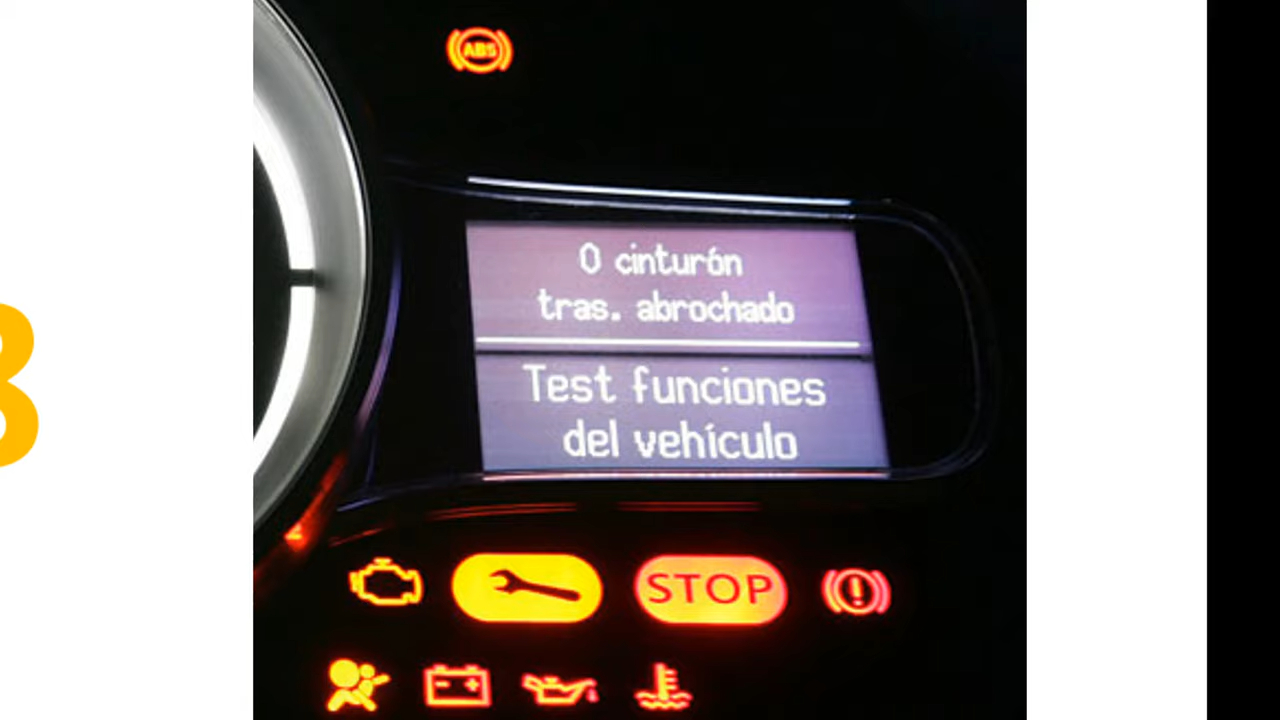 ABS
0 cinturón
tras. abrochado
Test funciones
del vehículo
STOP